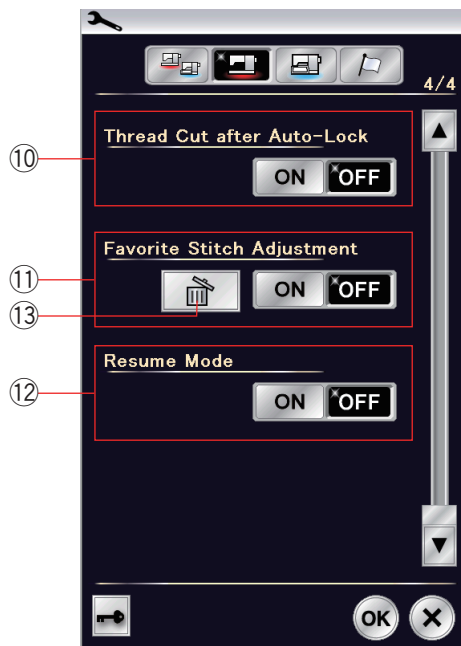 4/4
⑩ Thread Cut after Auto-Lock
ON OFF
Favorite Stitch Adjustment
⑪ ON OFF
⑬
Resume Mode
⑫ ON OFF
OK